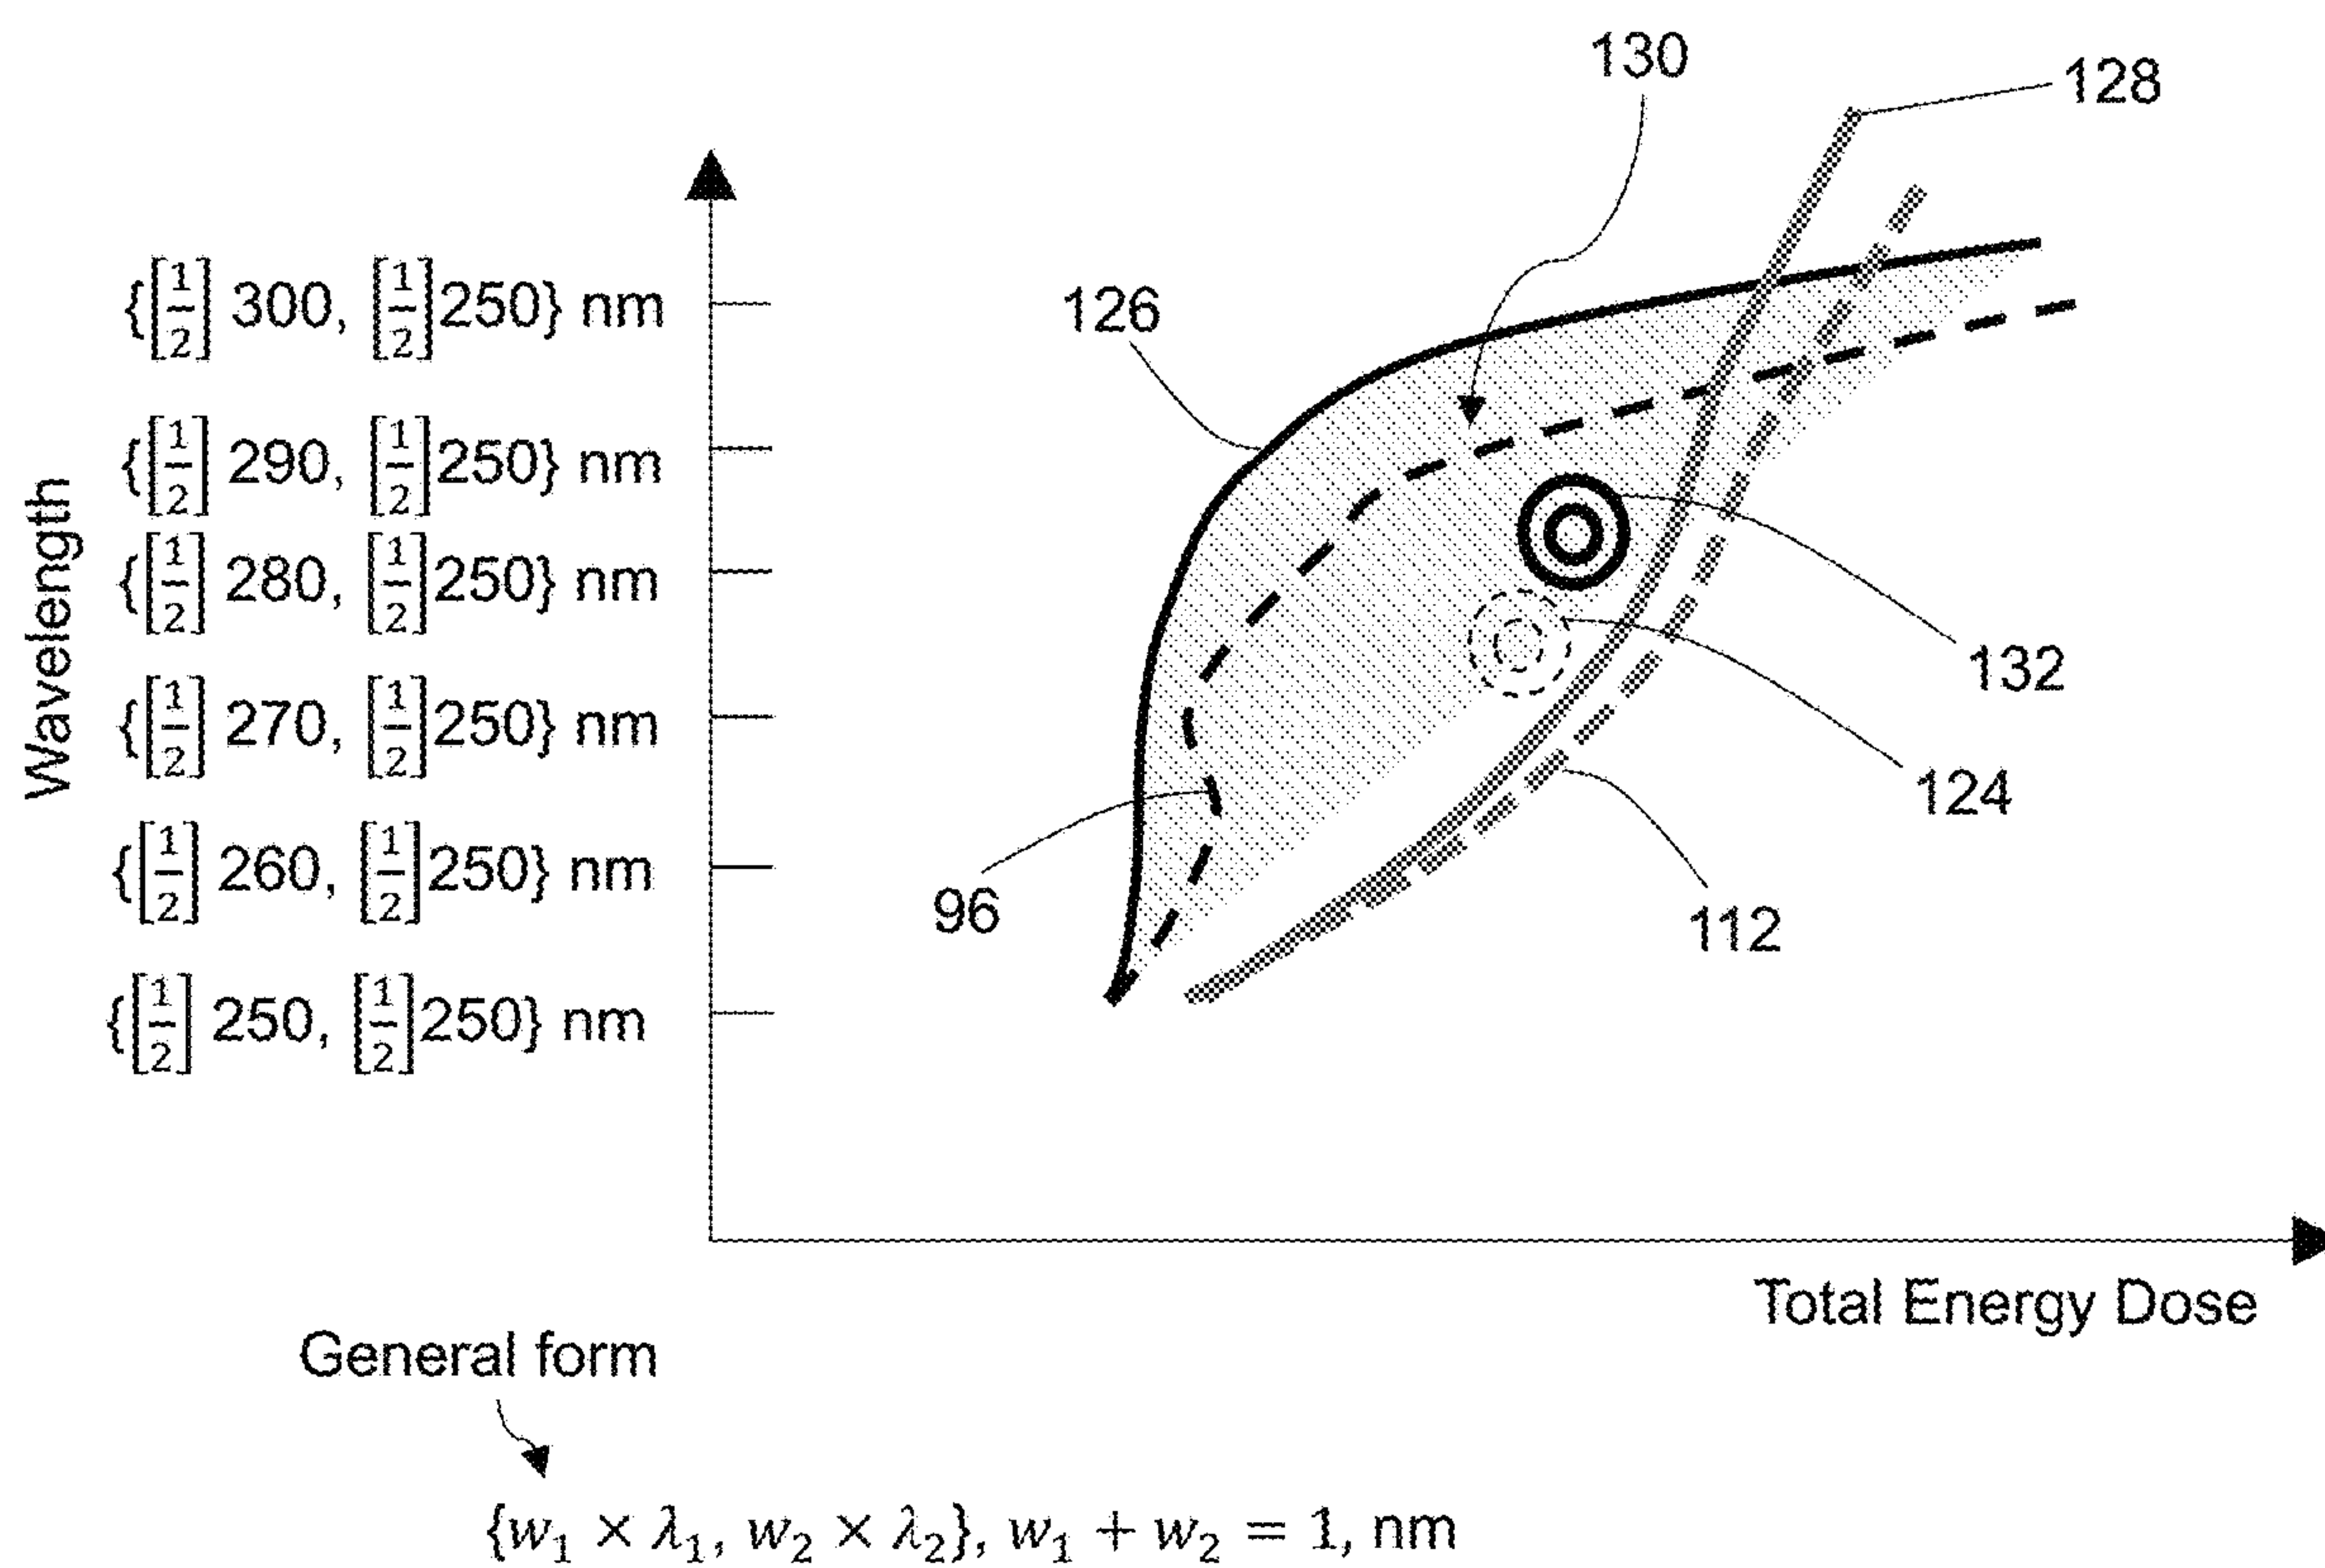 130
128
{[1/2] 300, [1/2]250} nm
126
{[1/2] 290, [1/2]250} nm
{[1/2] 280, [1/2]250} nm
Wavelength
132
{[1/2] 270, [1/2]250} nm
124
{[1/2] 260, [1/2]250} nm
96
112
{[1/2] 250, [1/2]250} nm
Total Energy Dose
General form
{w₁ × λ₁, w₂ × λ₂}, w₁ + w₂ = 1, nm